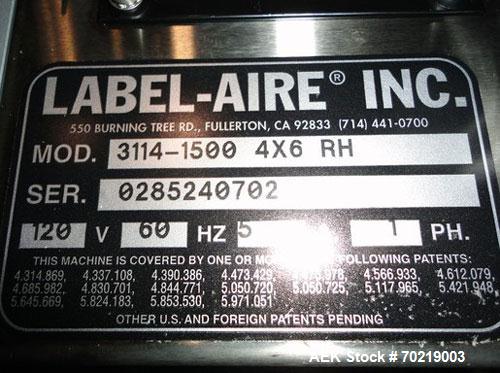 LABEL-AIRE® INC.
550 BURNING TREE RD., FULLERTON, CA 92833 (714) 441-0700
MOD. 3114-1500 4X6 RH
SER. 0285240702
120 V 60 HZ 5 1 PH.
THIS MACHINE IS COVERED BY ONE OR FOLLOWING PATENTS:
4.314.869, 4.337.108, 4.390.386, 4.473.429, 4.566.933, 4.612.079,
4.685.982, 4.830.701, 4.844.771, 5.050.720, 5.050.725, 5.117.965, 5.421.948,
5.645.669, 5.824.183, 5.853.530, 5.971.051
OTHER U.S. AND FOREIGN PATENTS PENDING
AEK Stock # 70219003